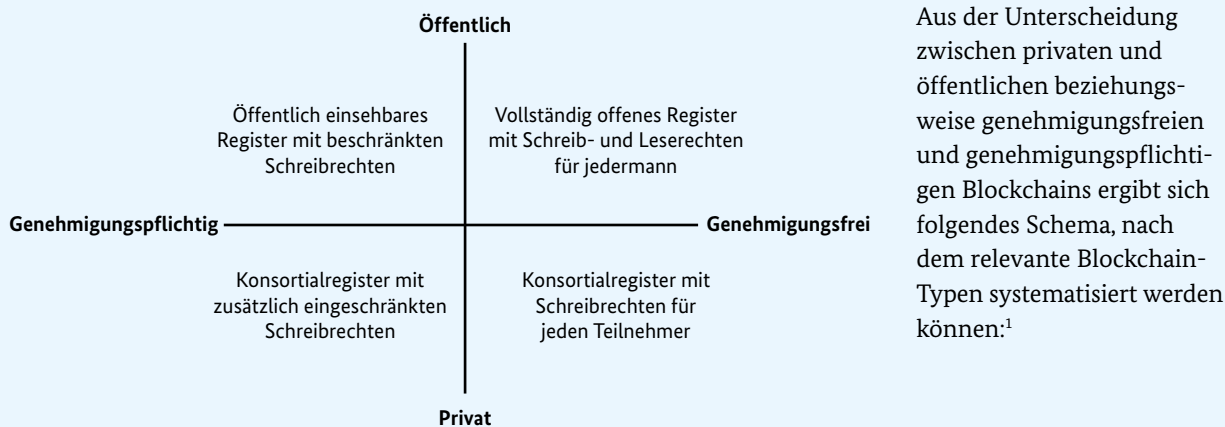 Öffentlich
Öffentlich einsehbares
Register mit beschränkten
Schreibrechten
Vollständig offenes Register
mit Schreib- und Leserechten
für jedermann
Genehmigungspflichtig
Genehmigungsfrei
Konsortialregister mit
zusätzlich eingeschränkten
Schreibrechten
Konsortialregister mit
Schreibrechten für
jeden Teilnehmer
Privat
Aus der Unterscheidung
zwischen privaten und
öffentlichen beziehungs-
weise genehmigungsfreien
und genehmigungspflichti-
gen Blockchains ergibt sich
folgendes Schema, nach
dem relevante Blockchain-
Typen systematisiert werden
können:¹